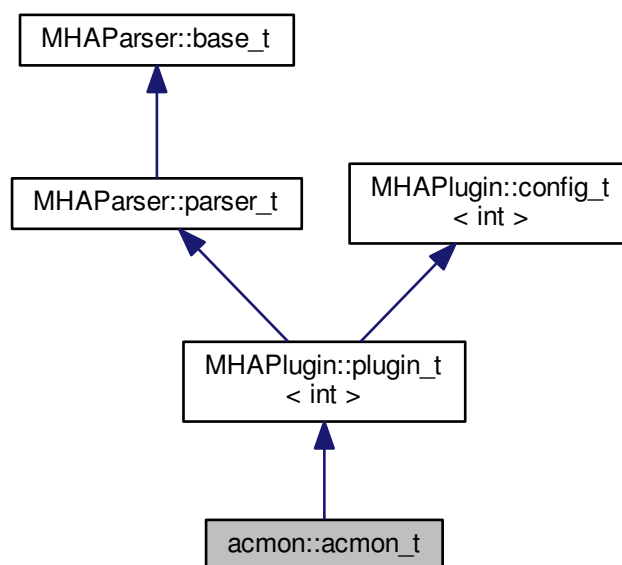 MHAParser::base_t
MHAParser::parser_t
MHAPlugin::config_t
< int >
MHAPlugin::plugin_t
< int >
acmon::acmon_t